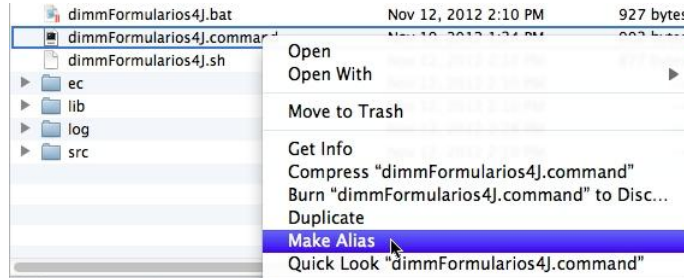 dimmFormularios4J.bat Nov 12, 2012 2:10 PM 927 bytes
dimmFormularios4J.command
dimmFormularios4J.sh
ec
lib
log
src
Open
Open With
Move to Trash
Get Info
Compress “dimmFormularios4J.command”
Burn “dimmFormularios4J.command” to Disc...
Duplicate
Make Alias
Quick Look “dimmFormularios4J.command”